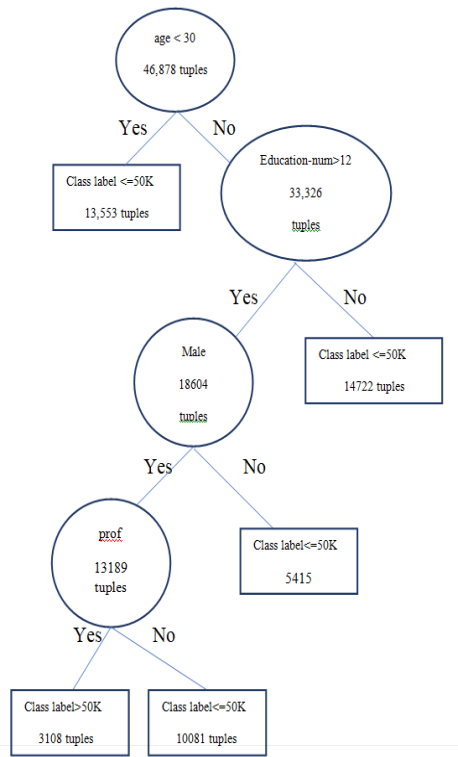 age < 30
46,878 tuples
Yes
No
Education-num>12
33,326
tuples
Class label <=50K
13,553 tuples
Yes
No
Male
18604
tuples
Class label <=50K
14722 tuples
Yes
No
prof
13189
tuples
Class label<=50K
5415
Yes
No
Class label>50K
3108 tuples
Class label<=50K
10081 tuples